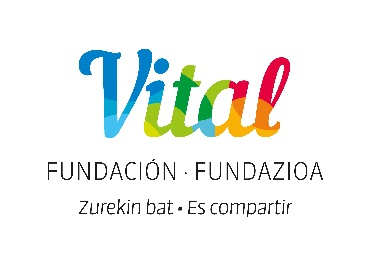 Vital
FUNDACIÓN · FUNDAZIOA
Zurekin bat • Es compartir